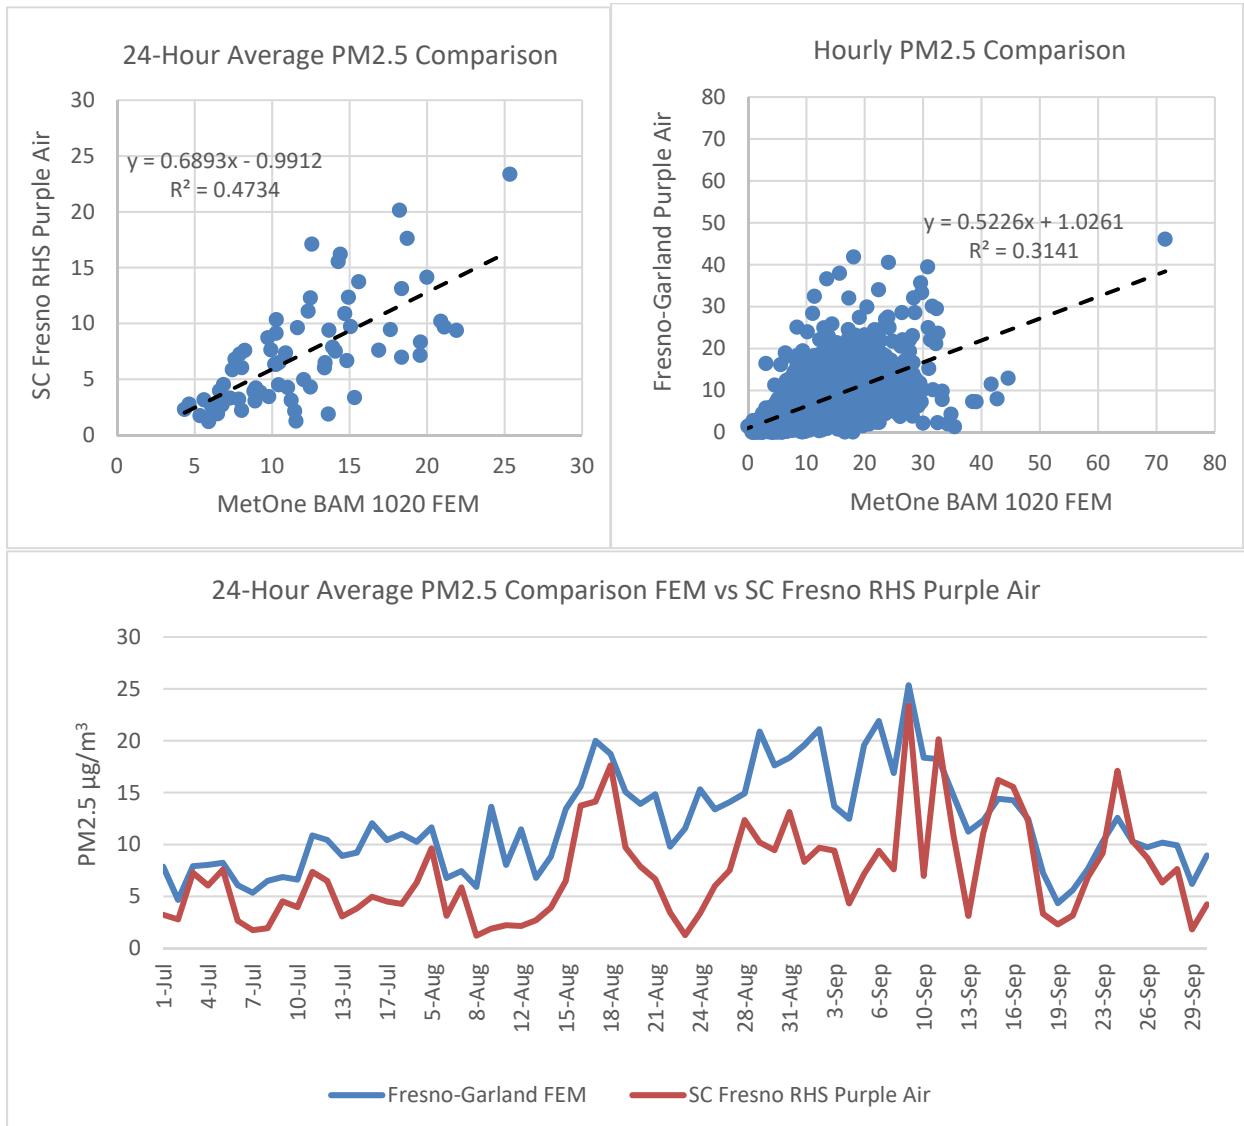 24-Hour Average PM2.5 Comparison
30
25
20
15
10
5
0
SC Fresno RHS Purple Air
y = 0.6893x - 0.9912
R² = 0.4734
0 5 10 15 20 25 30
MetOne BAM 1020 FEM
Hourly PM2.5 Comparison
80
70
60
50
40
30
20
10
0
Fresno-Garland Purple Air
y = 0.5226x + 1.0261
R² = 0.3141
0 10 20 30 40 50 60 70 80
MetOne BAM 1020 FEM
24-Hour Average PM2.5 Comparison FEM vs SC Fresno RHS Purple Air
30
25
20
15
10
5
0
PM2.5 µg/m³
1-Jul
4-Jul
7-Jul
10-Jul
13-Jul
17-Jul
5-Aug
8-Aug
12-Aug
15-Aug
18-Aug
21-Aug
24-Aug
28-Aug
31-Aug
3-Sep
6-Sep
10-Sep
13-Sep
16-Sep
19-Sep
23-Sep
26-Sep
29-Sep
Fresno-Garland FEM
SC Fresno RHS Purple Air